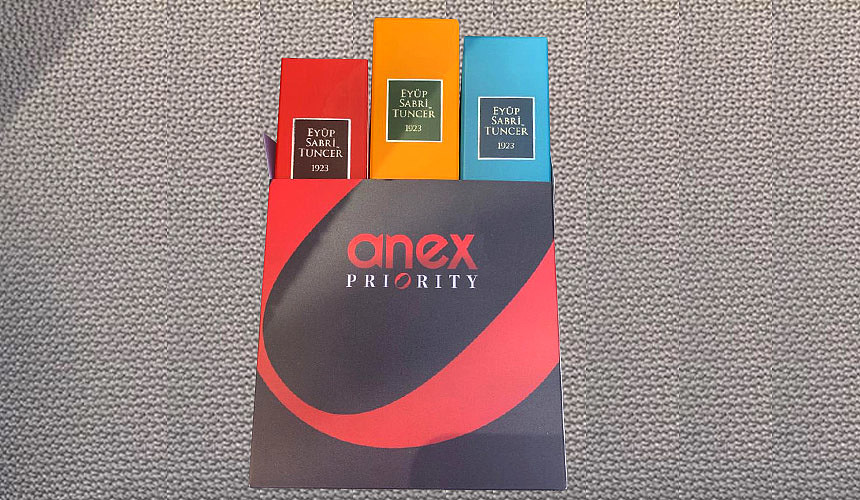 EYÜP
SABRİ
TUNCER
1923
EYÜP
SABRİ
TUNCER
1923
EYÜP
SABRİ
TUNCER
1923
anex
PRIORITY